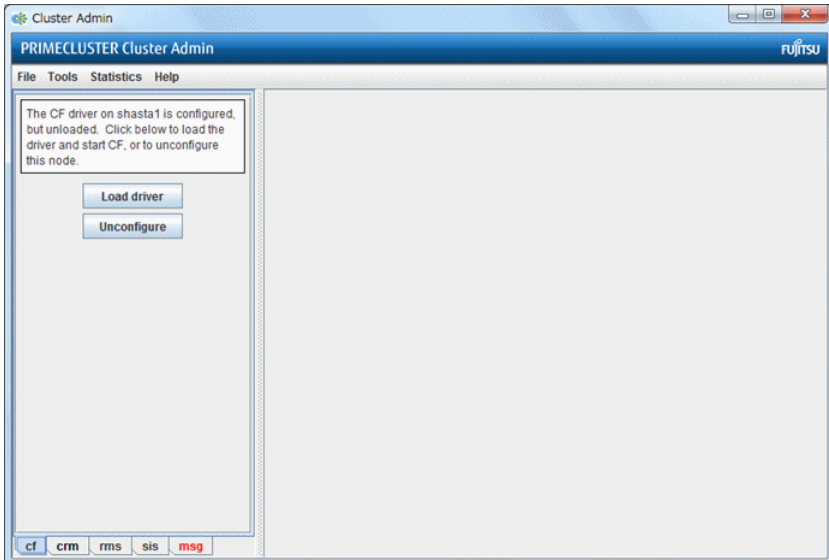 Cluster Admin
PRIMECLUSTER Cluster Admin
FUJITSU
File Tools Statistics Help
The CF driver on shasta1 is configured,
but unloaded. Click below to load the
driver and start CF, or to unconfigure
this node.
Load driver
Unconfigure
cf crm rms sis msg